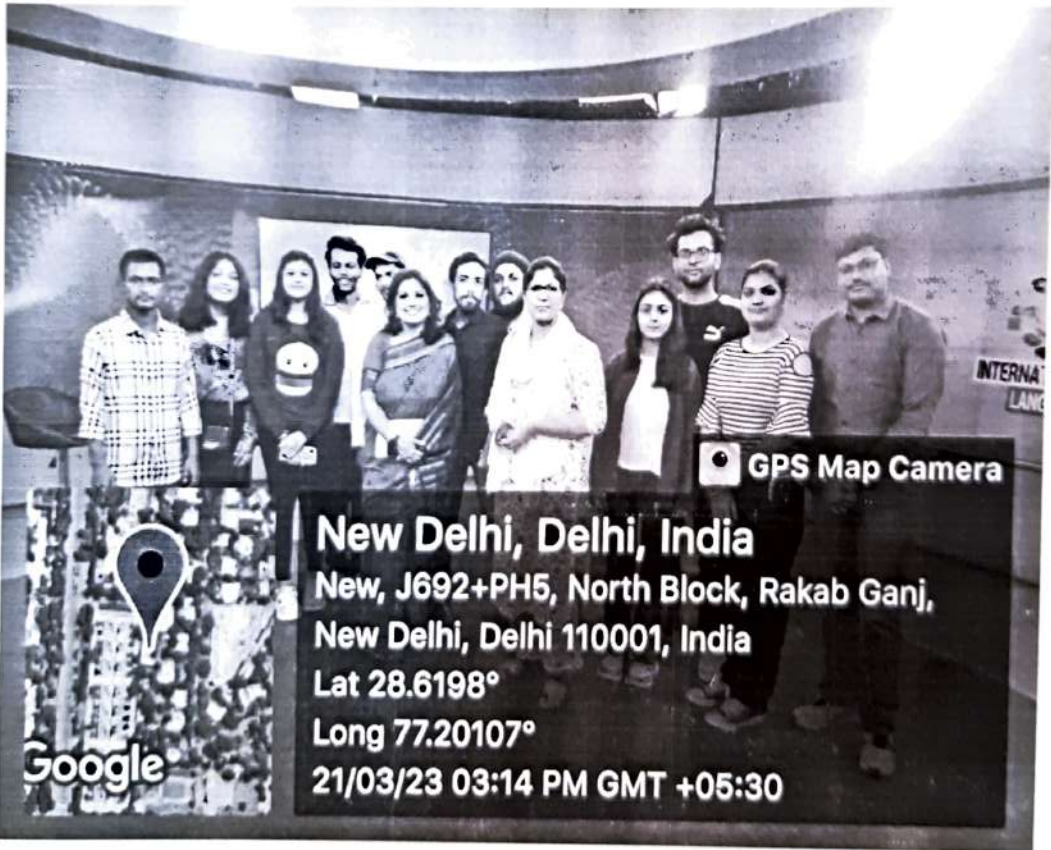 INTERNA
LANG
GPS Map Camera
New Delhi, Delhi, India
New, J692+PH5, North Block, Rakab Ganj,
New Delhi, Delhi 110001, India
Lat 28.6198°
Long 77.20107°
21/03/23 03:14 PM GMT +05:30
Google